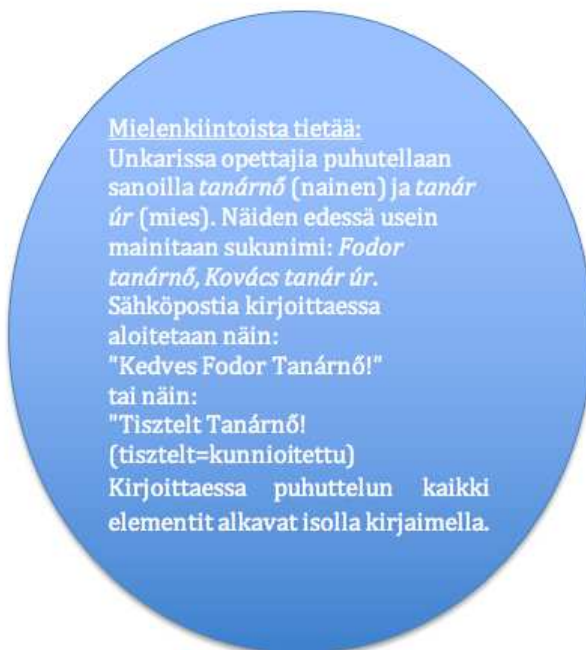 Mielenkiintoista tietää:
Unkarissa opettajia puhutellaan
sanoilla tanárnő (nainen) ja tanár
úr (mies). Näiden edessä usein
mainitaan sukunimi: Fodor
tanárnő, Kovács tanár úr.
Sähköpostia kirjoittaessa
aloitetaan näin:
"Kedves Fodor Tanárnő!"
tai näin:
"Tisztelt Tanárnő!
(tisztelt=kunnioitettu)
Kirjoittaessa puhuttelun kaikki
elementit alkavat isolla kirjaimella.